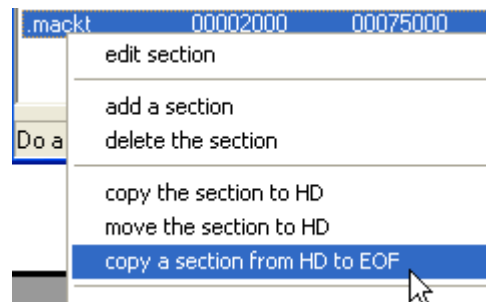 .mackt 00002000 00075000
edit section
add a section
Do a
delete the section
copy the section to HD
move the section to HD
copy a section from HD to EOF